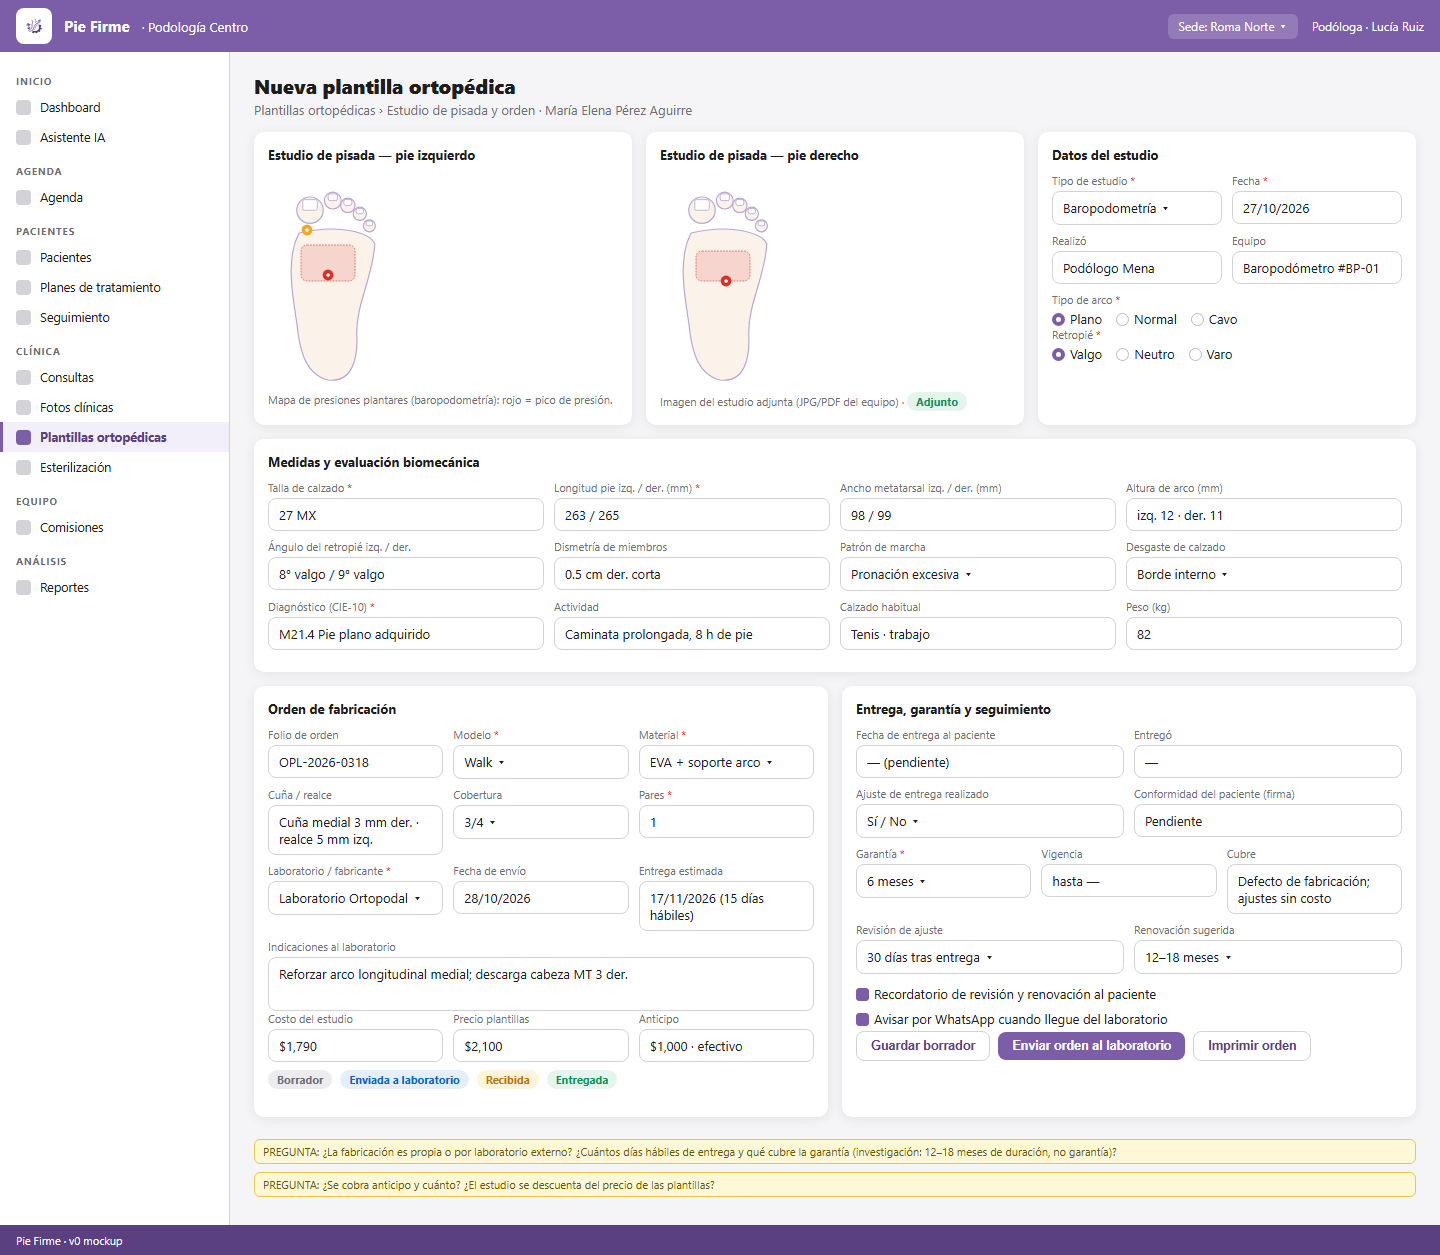 Pie Firme · Podología Centro
Sede: Roma Norte
Podóloga · Lucía Ruiz
INICIO
Dashboard
Asistente IA
AGENDA
Agenda
PACIENTES
Pacientes
Planes de tratamiento
Seguimiento
CLÍNICA
Consultas
Fotos clínicas
Plantillas ortopédicas
Esterilización
EQUIPO
Comisiones
ANÁLISIS
Reportes
Nueva plantilla ortopédica
Plantillas ortopédicas › Estudio de pisada y orden · María Elena Pérez Aguirre
Estudio de pisada — pie izquierdo
Mapa de presiones plantares (baropodometría): rojo = pico de presión.
Estudio de pisada — pie derecho
Imagen del estudio adjunta (JPG/PDF del equipo) · Adjunto
Datos del estudio
Tipo de estudio *
Fecha *
Baropodometría
27/10/2026
Realizó
Equipo
Podólogo Mena
Baropodómetro #BP-01
Tipo de arco *
Plano Normal Cavo
Retropié *
Valgo Neutro Varo
Medidas y evaluación biomecánica
Talla de calzado *
Longitud pie izq. / der. (mm) *
Ancho metatarsal izq. / der. (mm)
Altura de arco (mm)
27 MX
263 / 265
98 / 99
izq. 12 · der. 11
Ángulo del retropié izq. / der.
Dismetría de miembros
Patrón de marcha
Desgaste de calzado
8° valgo / 9° valgo
0.5 cm der. corta
Pronación excesiva
Borde interno
Diagnóstico (CIE-10) *
Actividad
Calzado habitual
Peso (kg)
M21.4 Pie plano adquirido
Caminata prolongada, 8 h de pie
Tenis · trabajo
82
Orden de fabricación
Folio de orden
Modelo *
Material *
OPL-2026-0318
Walk
EVA + soporte arco
Cuña / realce
Cobertura
Pares *
Cuña medial 3 mm der. ·
realce 5 mm izq.
3/4
1
Laboratorio / fabricante *
Fecha de envío
Entrega estimada
Laboratorio Ortopodal
28/10/2026
17/11/2026 (15 días
hábiles)
Indicaciones al laboratorio
Reforzar arco longitudinal medial; descarga cabeza MT 3 der.
Costo del estudio
Precio plantillas
Anticipo
$1,790
$2,100
$1,000 · efectivo
Borrador
Enviada a laboratorio
Recibida
Entregada
Entrega, garantía y seguimiento
Fecha de entrega al paciente
Entregó
— (pendiente)
—
Ajuste de entrega realizado
Conformidad del paciente (firma)
Sí / No
Pendiente
Garantía *
Vigencia
Cubre
6 meses
hasta —
Defecto de fabricación;
ajustes sin costo
Revisión de ajuste
Renovación sugerida
30 días tras entrega
12–18 meses
Recordatorio de revisión y renovación al paciente
Avisar por WhatsApp cuando llegue del laboratorio
Guardar borrador
Enviar orden al laboratorio
Imprimir orden
PREGUNTA: ¿La fabricación es propia o por laboratorio externo? ¿Cuántos días hábiles de entrega y qué cubre la garantía (investigación: 12–18 meses de duración, no garantía)?
PREGUNTA: ¿Se cobra anticipo y cuánto? ¿El estudio se descuenta del precio de las plantillas?
Pie Firme · v0 mockup